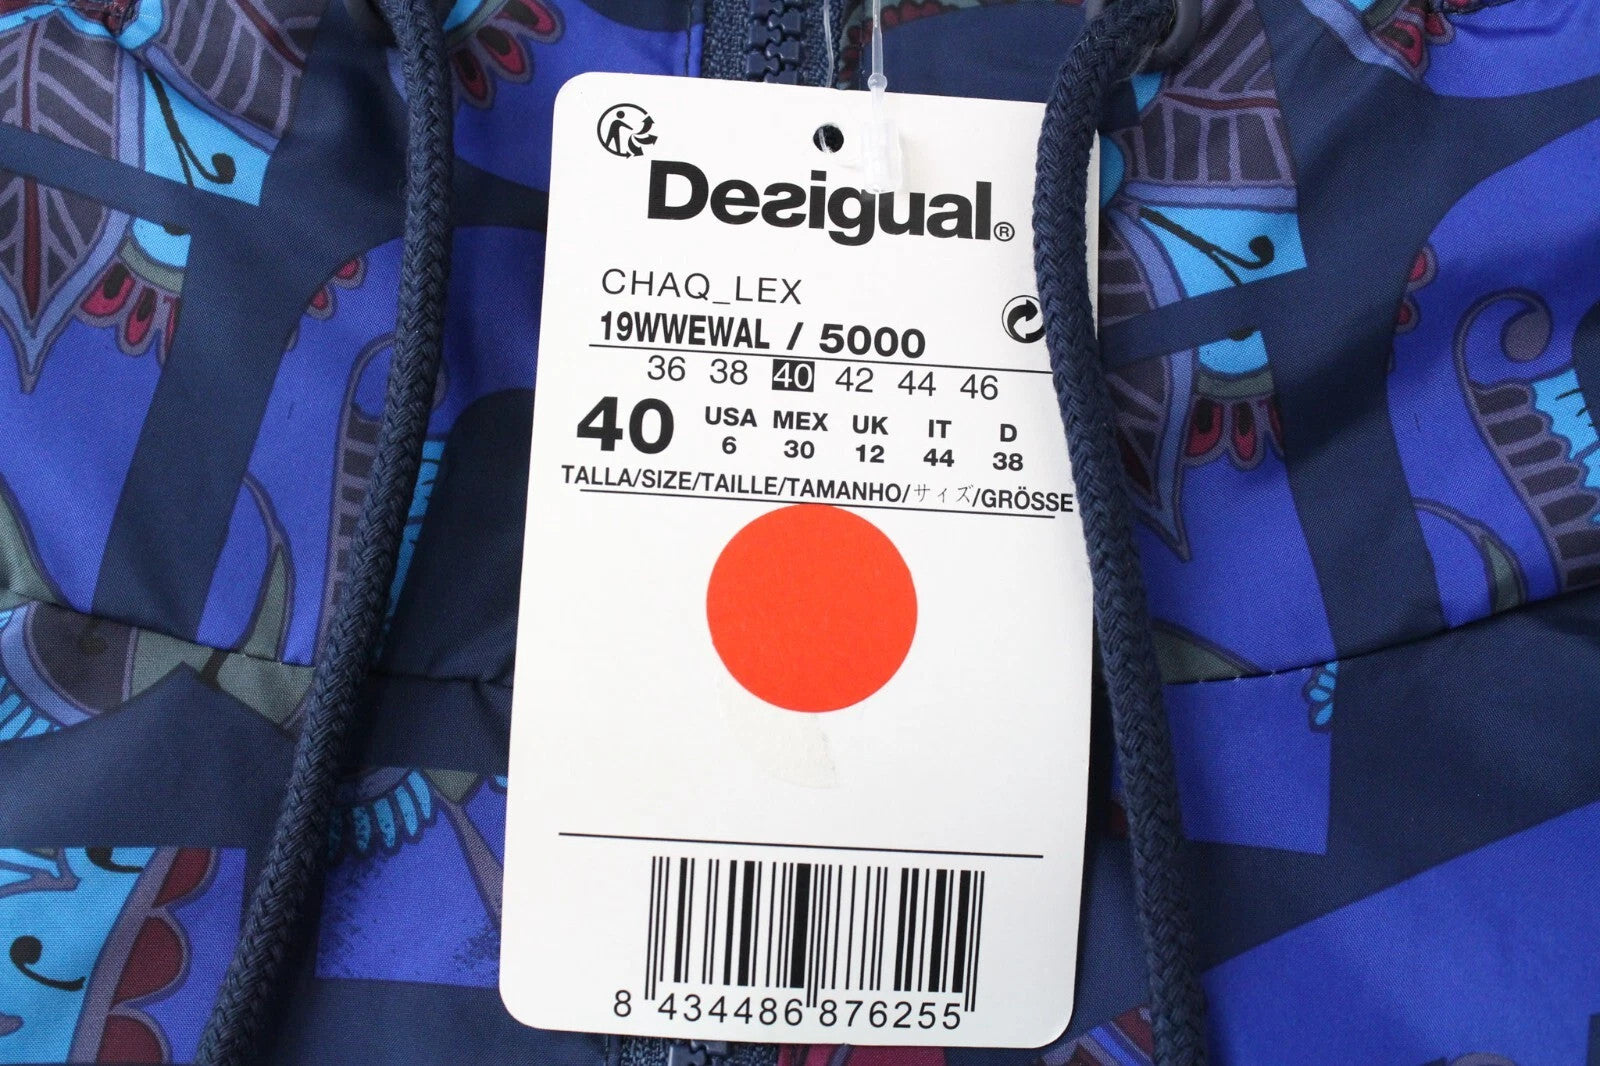 Desigual®
CHAQ_LEX
19WWEWAL / 5000
36 38 40 42 44 46
40 USA MEX UK IT D
6 30 12 44 38
TALLA/SIZE/TAILLE/TAMANHO/サイズ/GRÖSSE
8 434486 876255